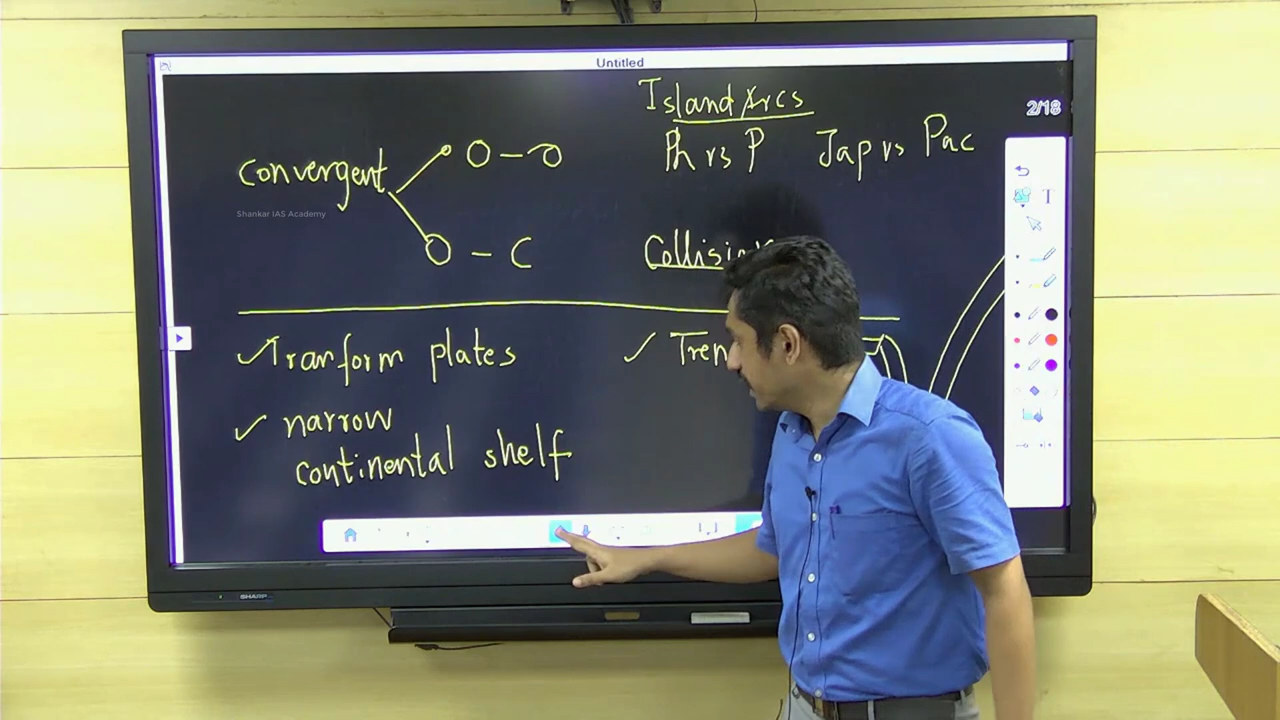 Untitled
2/18
Island Arcs
Ph vs P Jap vs Pac
convergent O – O
Shankar IAS Academy
O – C
Tranform plates
narrow
continental shelf
T
SHARP